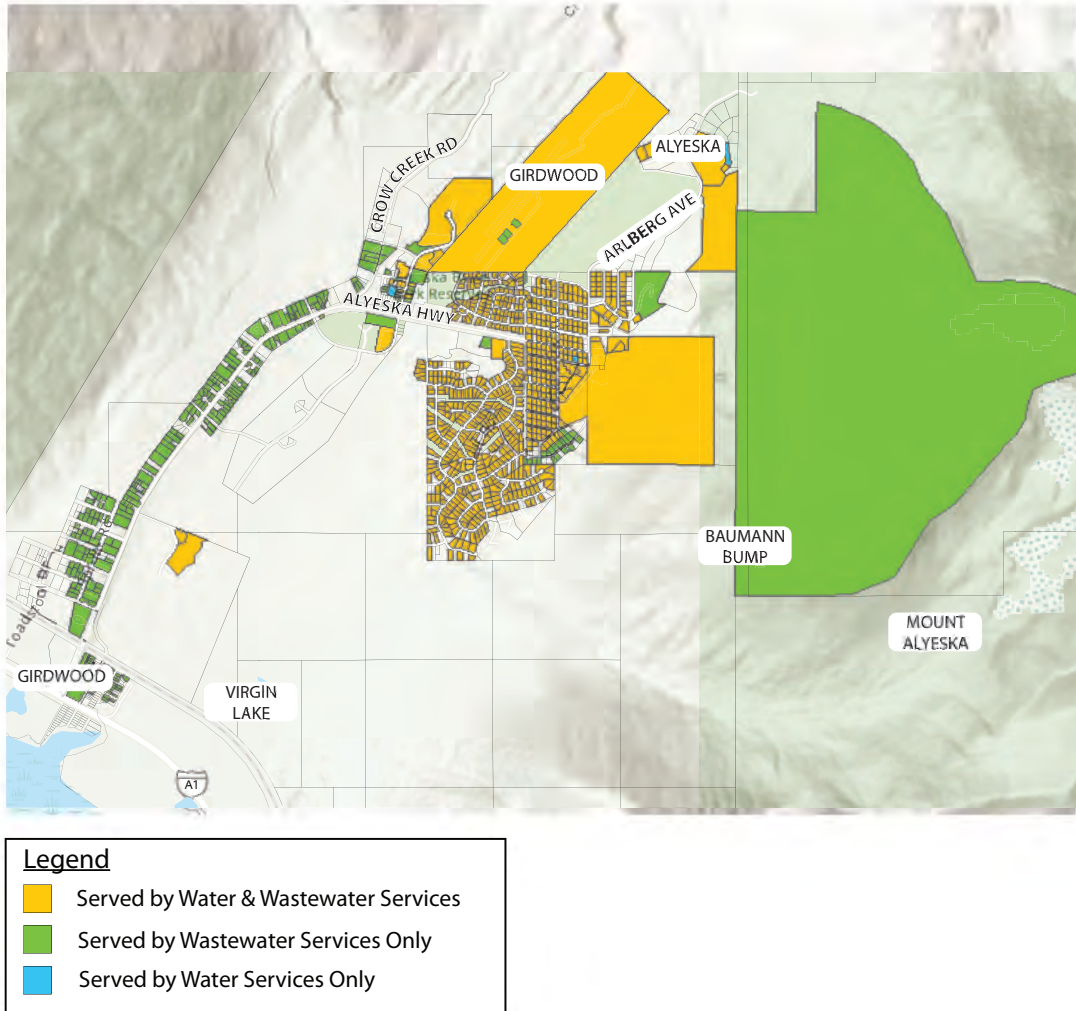 CROW CREEK RD
GIRDWOOD
ALYESKA
ARLBERG AVE
ALYESKA HWY
BAUMANN
BUMP
MOUNT
ALYESKA
GIRDWOOD
VIRGIN
LAKE
A1
Legend
Served by Water & Wastewater Services
Served by Wastewater Services Only
Served by Water Services Only